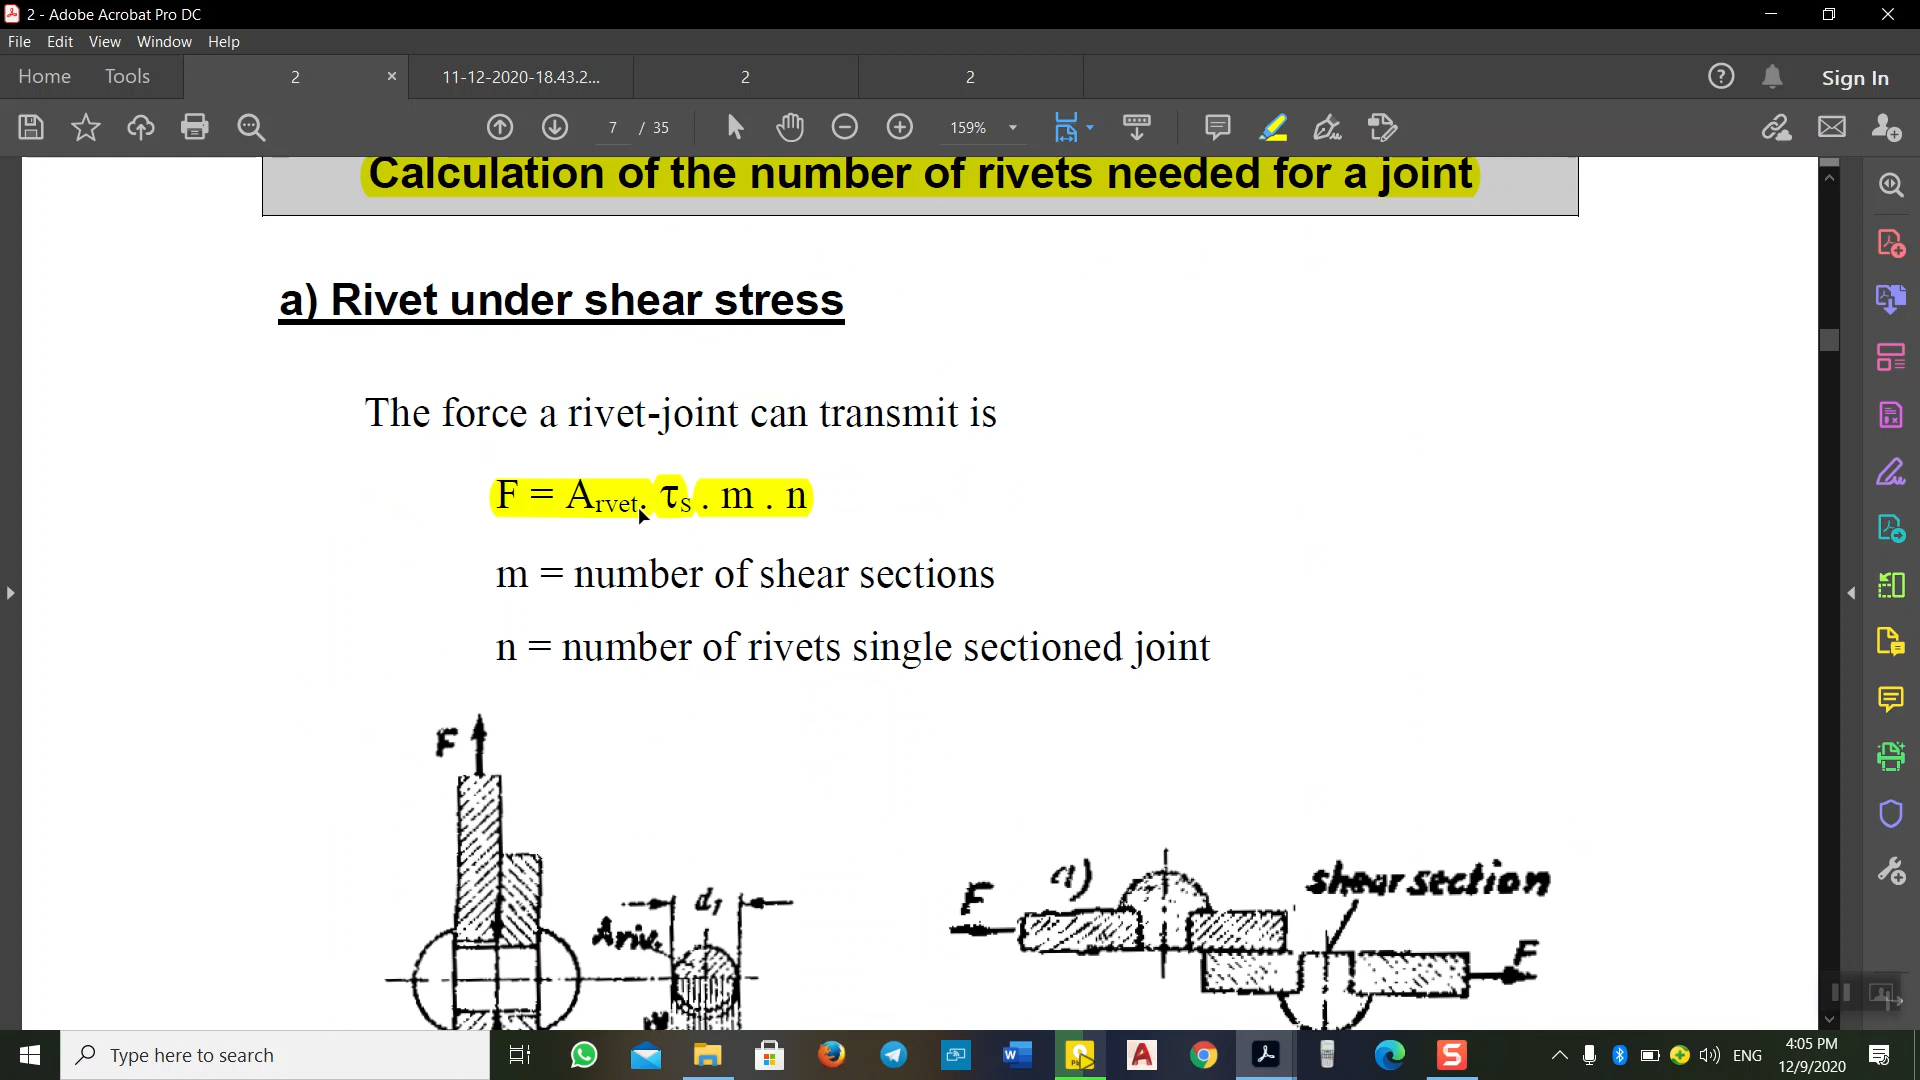 2 - Adobe Acrobat Pro DC
File Edit View Window Help
Home Tools 2 × 11-12-2020-18.43.2... 2 2 Sign In
7 / 35 159%
Calculation of the number of rivets needed for a joint
a) Rivet under shear stress
The force a rivet-joint can transmit is
F = Arvet. τs . m . n
m = number of shear sections
n = number of rivets single sectioned joint
F
a) shear section
F
d1
A riv.
F
Type here to search
ENG
4:05 PM
12/9/2020